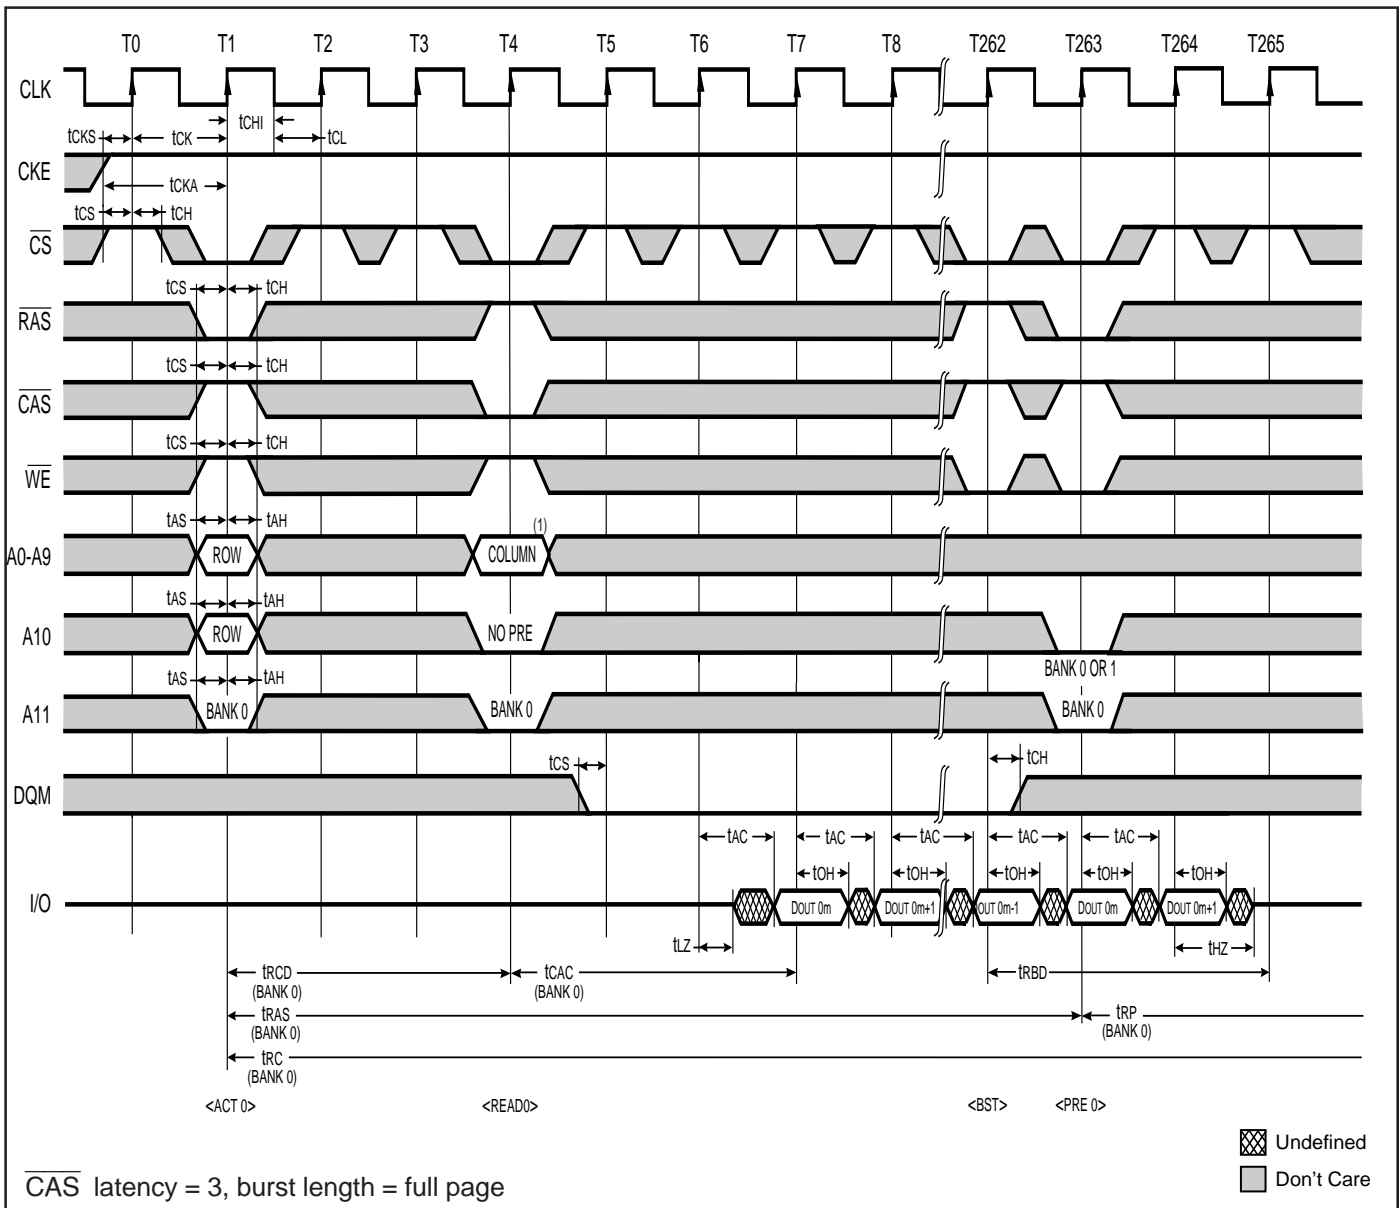 T0 T1 T2 T3 T4 T5 T6 T7 T8 T262 T263 T264 T265
CLK
tCHI
tCKS tCK tCL
CKE
tCKA
tCS tCH
CS
tCS tCH
RAS
tCS tCH
CAS
tCS tCH
WE
tAS tAH (1)
A0-A9 ROW COLUMN
tAS tAH
A10 ROW NO PRE
BANK 0 OR 1
tAS tAH
A11 BANK 0 BANK 0 BANK 0
tCS tCH
DQM
tAC tAC tAC tAC tAC
tOH tOH tOH tOH tOH
I/O DOUT 0m DOUT 0m+1 OUT 0m-1 DOUT 0m DOUT 0m+1
tLZ tHZ
tRCD tCAC tRBD
(BANK 0) (BANK 0)
tRAS tRP
(BANK 0) (BANK 0)
tRC
(BANK 0)
<ACT 0> <READ0> <BST> <PRE 0>
Undefined
Don't Care
CAS latency = 3, burst length = full page